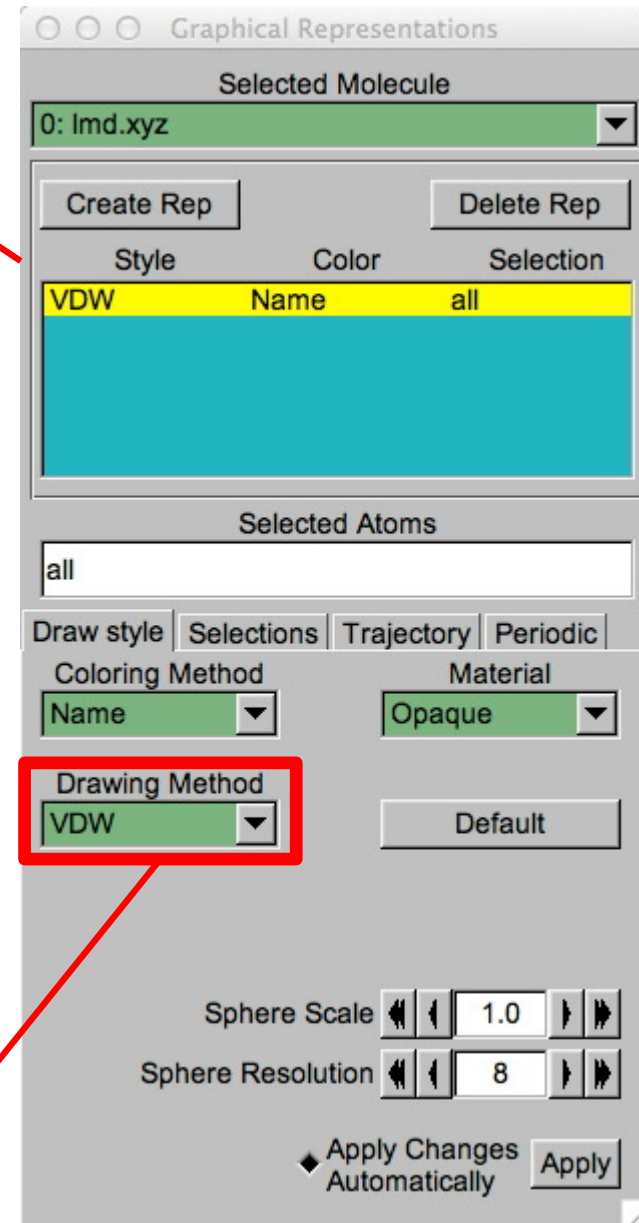 Graphical Representations
Selected Molecule
0: lmd.xyz
Create Rep Delete Rep
Style Color Selection
VDW Name all
Selected Atoms
all
Draw style Selections Trajectory Periodic
Coloring Method Material
Name Opaque
Drawing Method
VDW Default
Sphere Scale 1.0
Sphere Resolution 8
Apply Changes
Automatically Apply